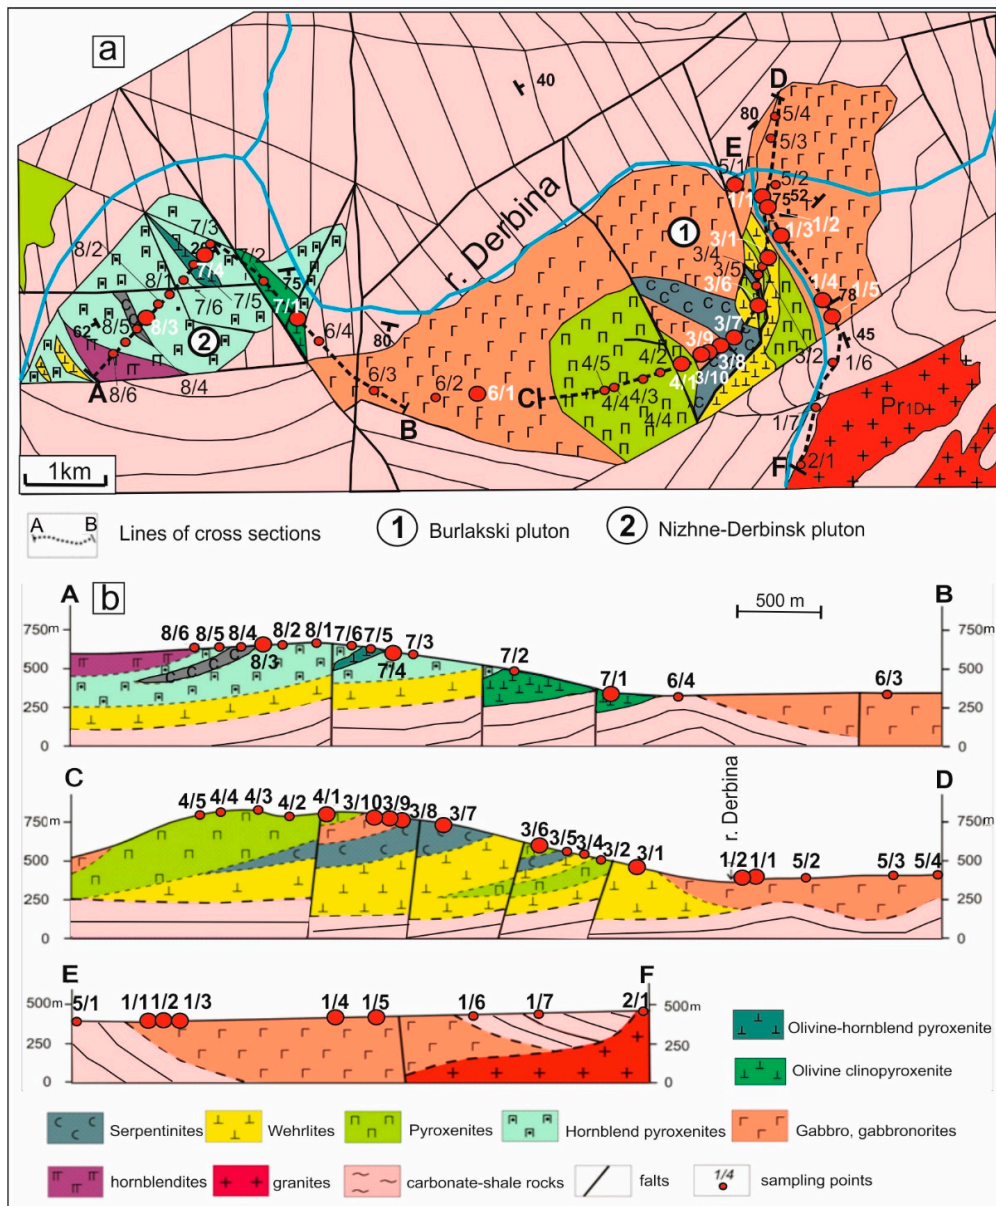 a
40
D
80
5/4
5/3
E
5/1
5/2
1/1
75
52
1/2
1/3
r. Derbina
1
3/1
3/4
3/5
3/6
8/2
7/3
7/2
7/4
8/1
75
7/1
7/6
7/5
8/5
8/3
62
2
6/4
80
1/4
78
1/5
45
3/7
3/9
3/8
3/2
1/6
A
8/6
8/4
6/3
6/2
6/1
B
C
4/5
4/2
4/1
3/10
4/3
4/4
4/4
1/7
Pr1D
F
2/1
1km
A B Lines of cross sections
1 Burlakski pluton
2 Nizhne-Derbinsk pluton
A b B
500 m
750m 8/6 8/5 8/4 8/2 8/1 7/6 7/5 7/3 750m
8/3 7/4 7/2 7/1 6/4 6/3
500 500
250 250
0 0
C D
4/5 4/4 4/3 4/2 4/1 3/10 3/9 3/8 3/7 r. Derbina
750m 750m
3/6 3/5 3/4 3/2 3/1 1/2 1/1 5/2 5/3 5/4
500 500
250 250
0 0
E F
500m 5/1 1/1 1/2 1/3 1/4 1/5 1/6 1/7 2/1 500m
250 250
0 0
Olivine-hornblend pyroxenite
Olivine clinopyroxenite
Serpentinites Wehrlites Pyroxenites Hornblend pyroxenites Gabbro, gabbronorites
hornblendites granites carbonate-shale rocks falts 1/4 sampling points